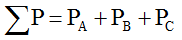 ∑P = P_A + P_B + P_C